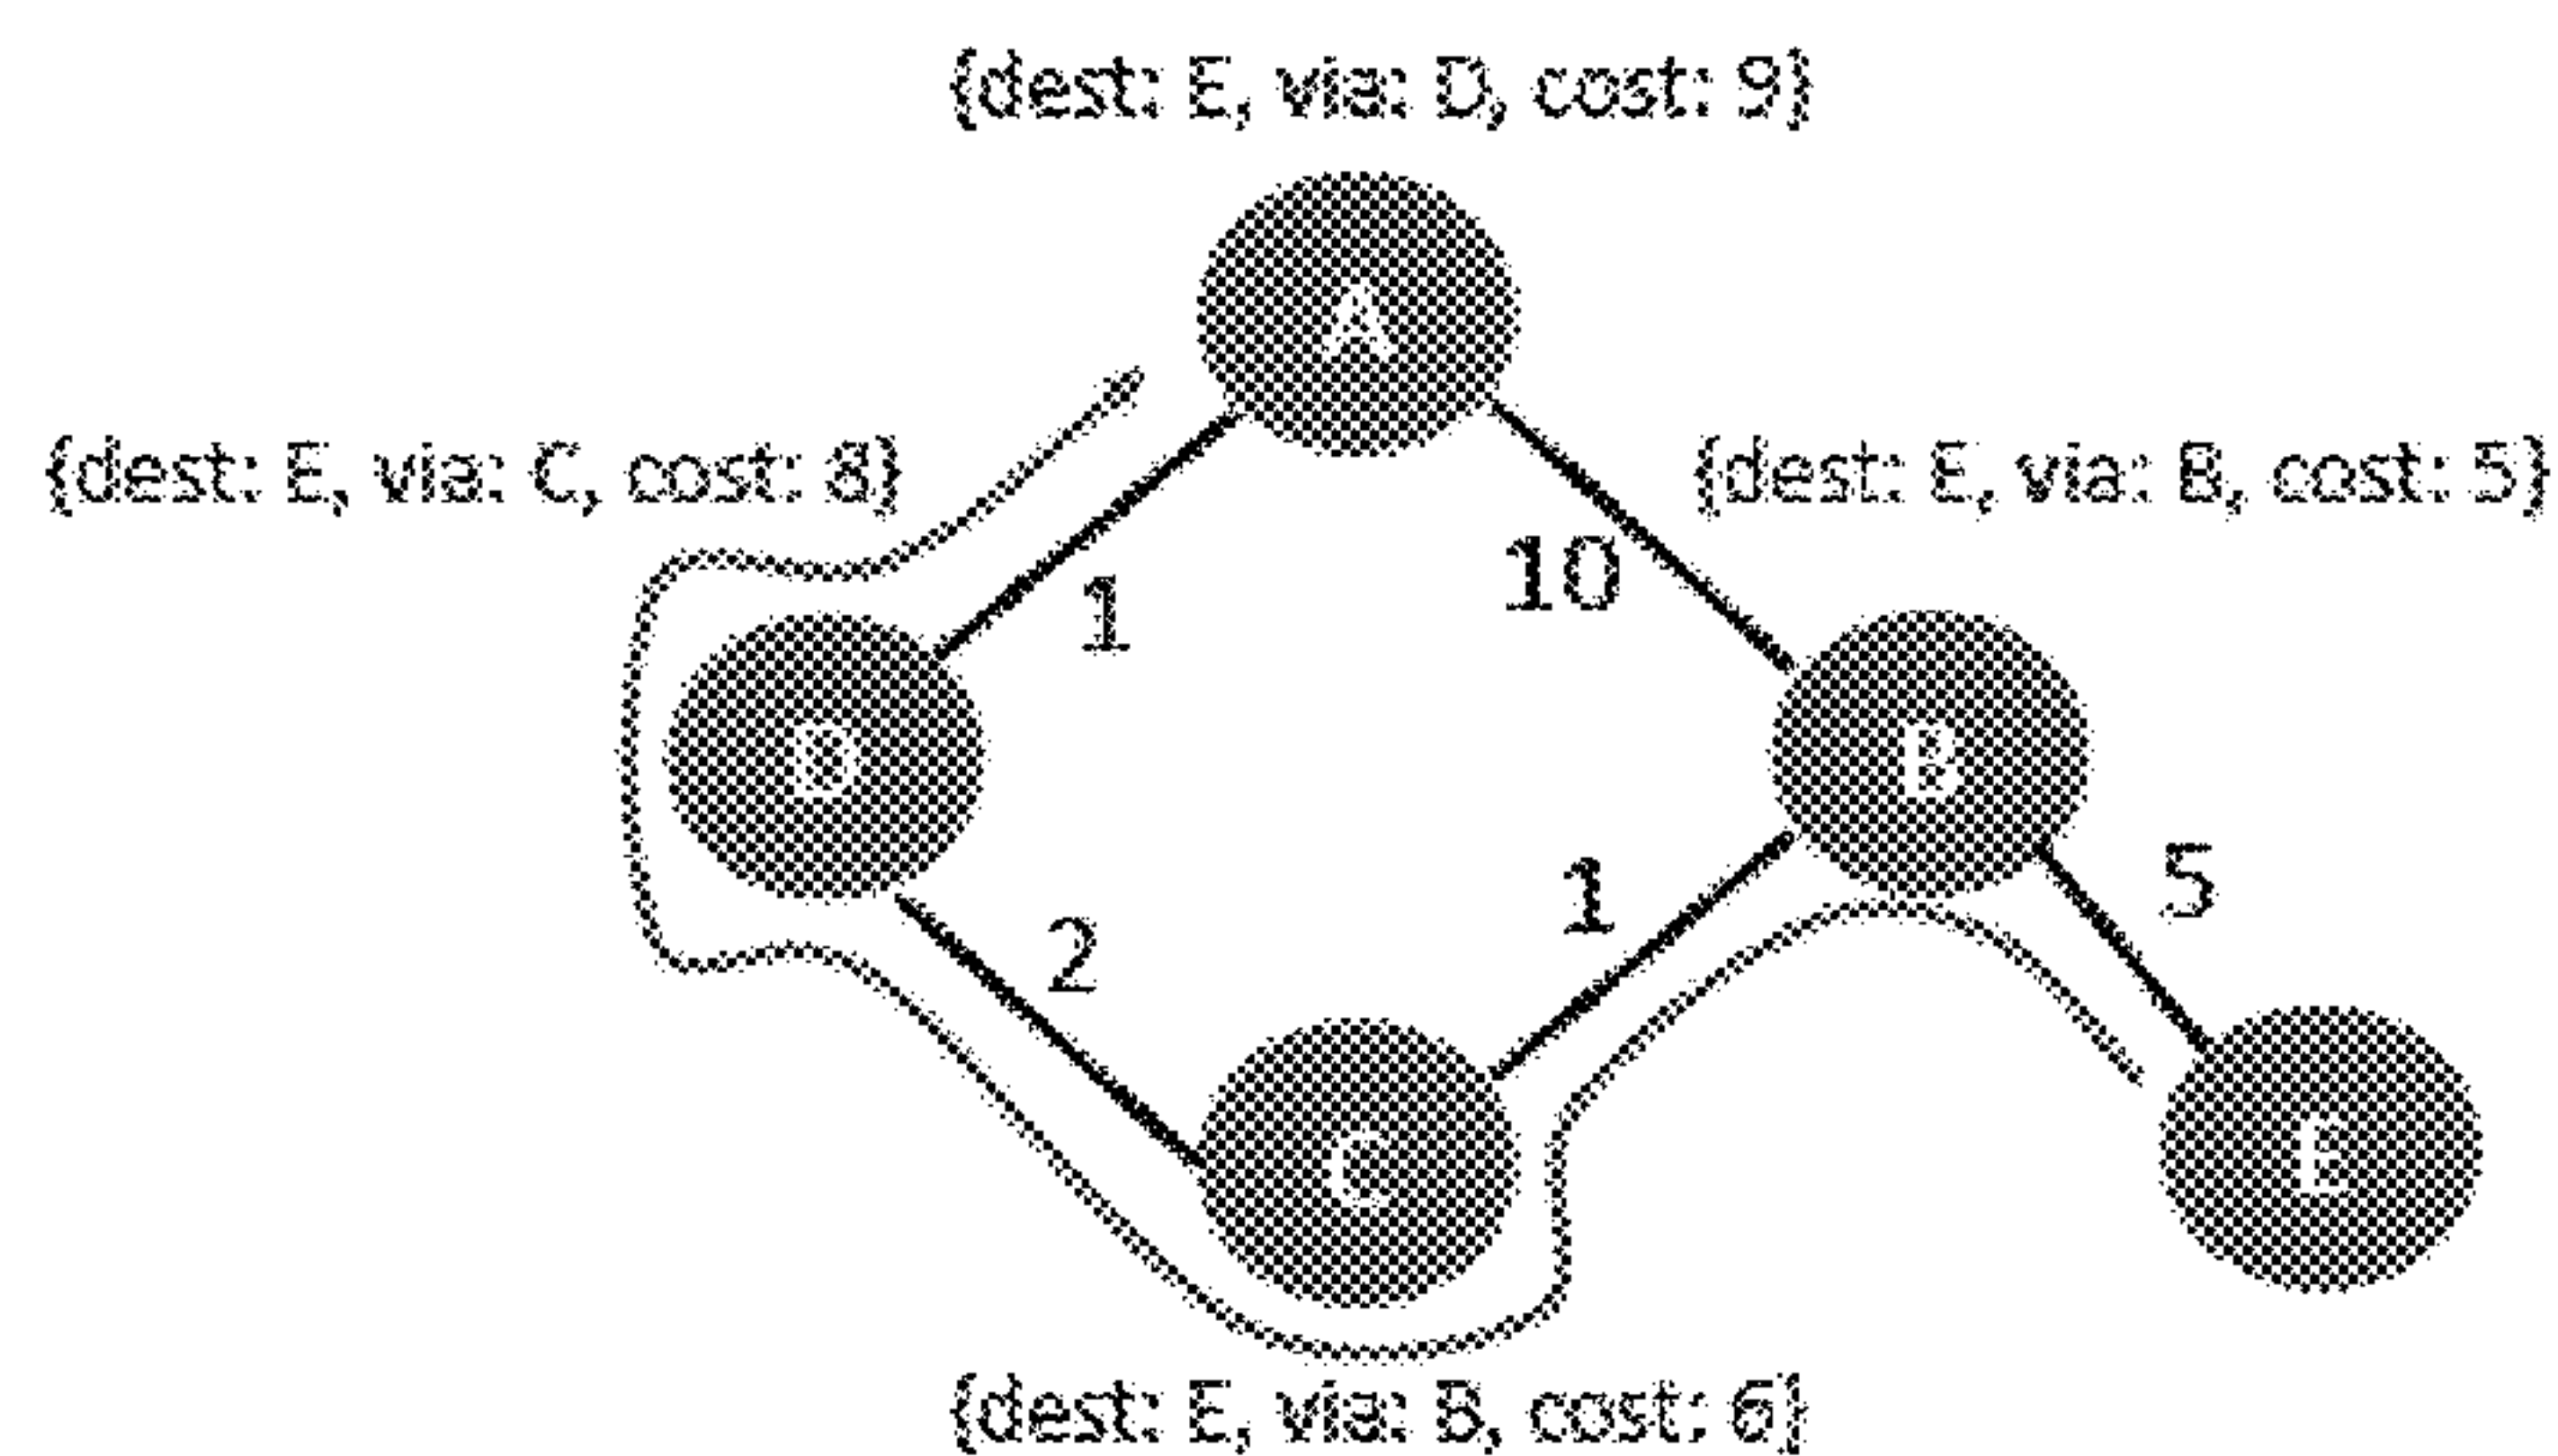 {dest: E, via: D, cost: 9}
A
{dest: E, via: C, cost: 8}
{dest: E, via: B, cost: 5}
10
1
D
B
5
1
2
C
E
{dest: E, via: B, cost: 6}